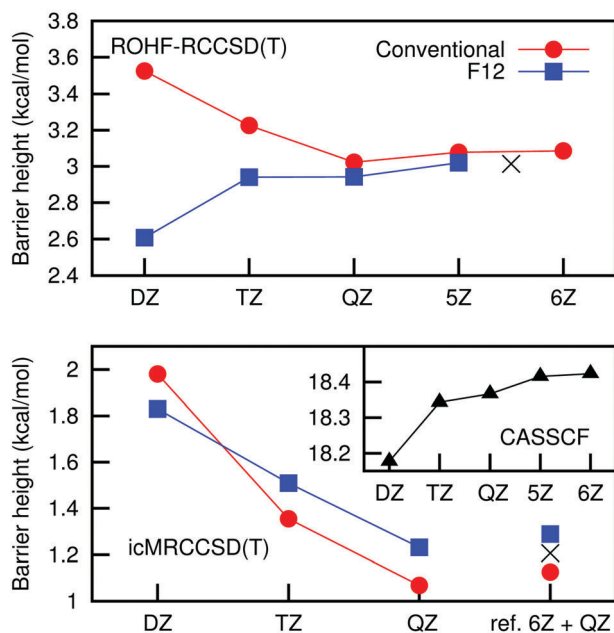 ROHF-RCCSD(T)
Conventional
F12
Barrier height (kcal/mol)
3.8
3.6
3.4
3.2
3
2.8
2.6
2.4
DZ TZ QZ 5Z 6Z
Barrier height (kcal/mol)
2
1.8
1.6
1.4
1.2
1
icMRCCSD(T)
18.4
18.3
18.2
CASSCF
DZ TZ QZ 5Z 6Z
DZ TZ QZ ref. 6Z + QZ